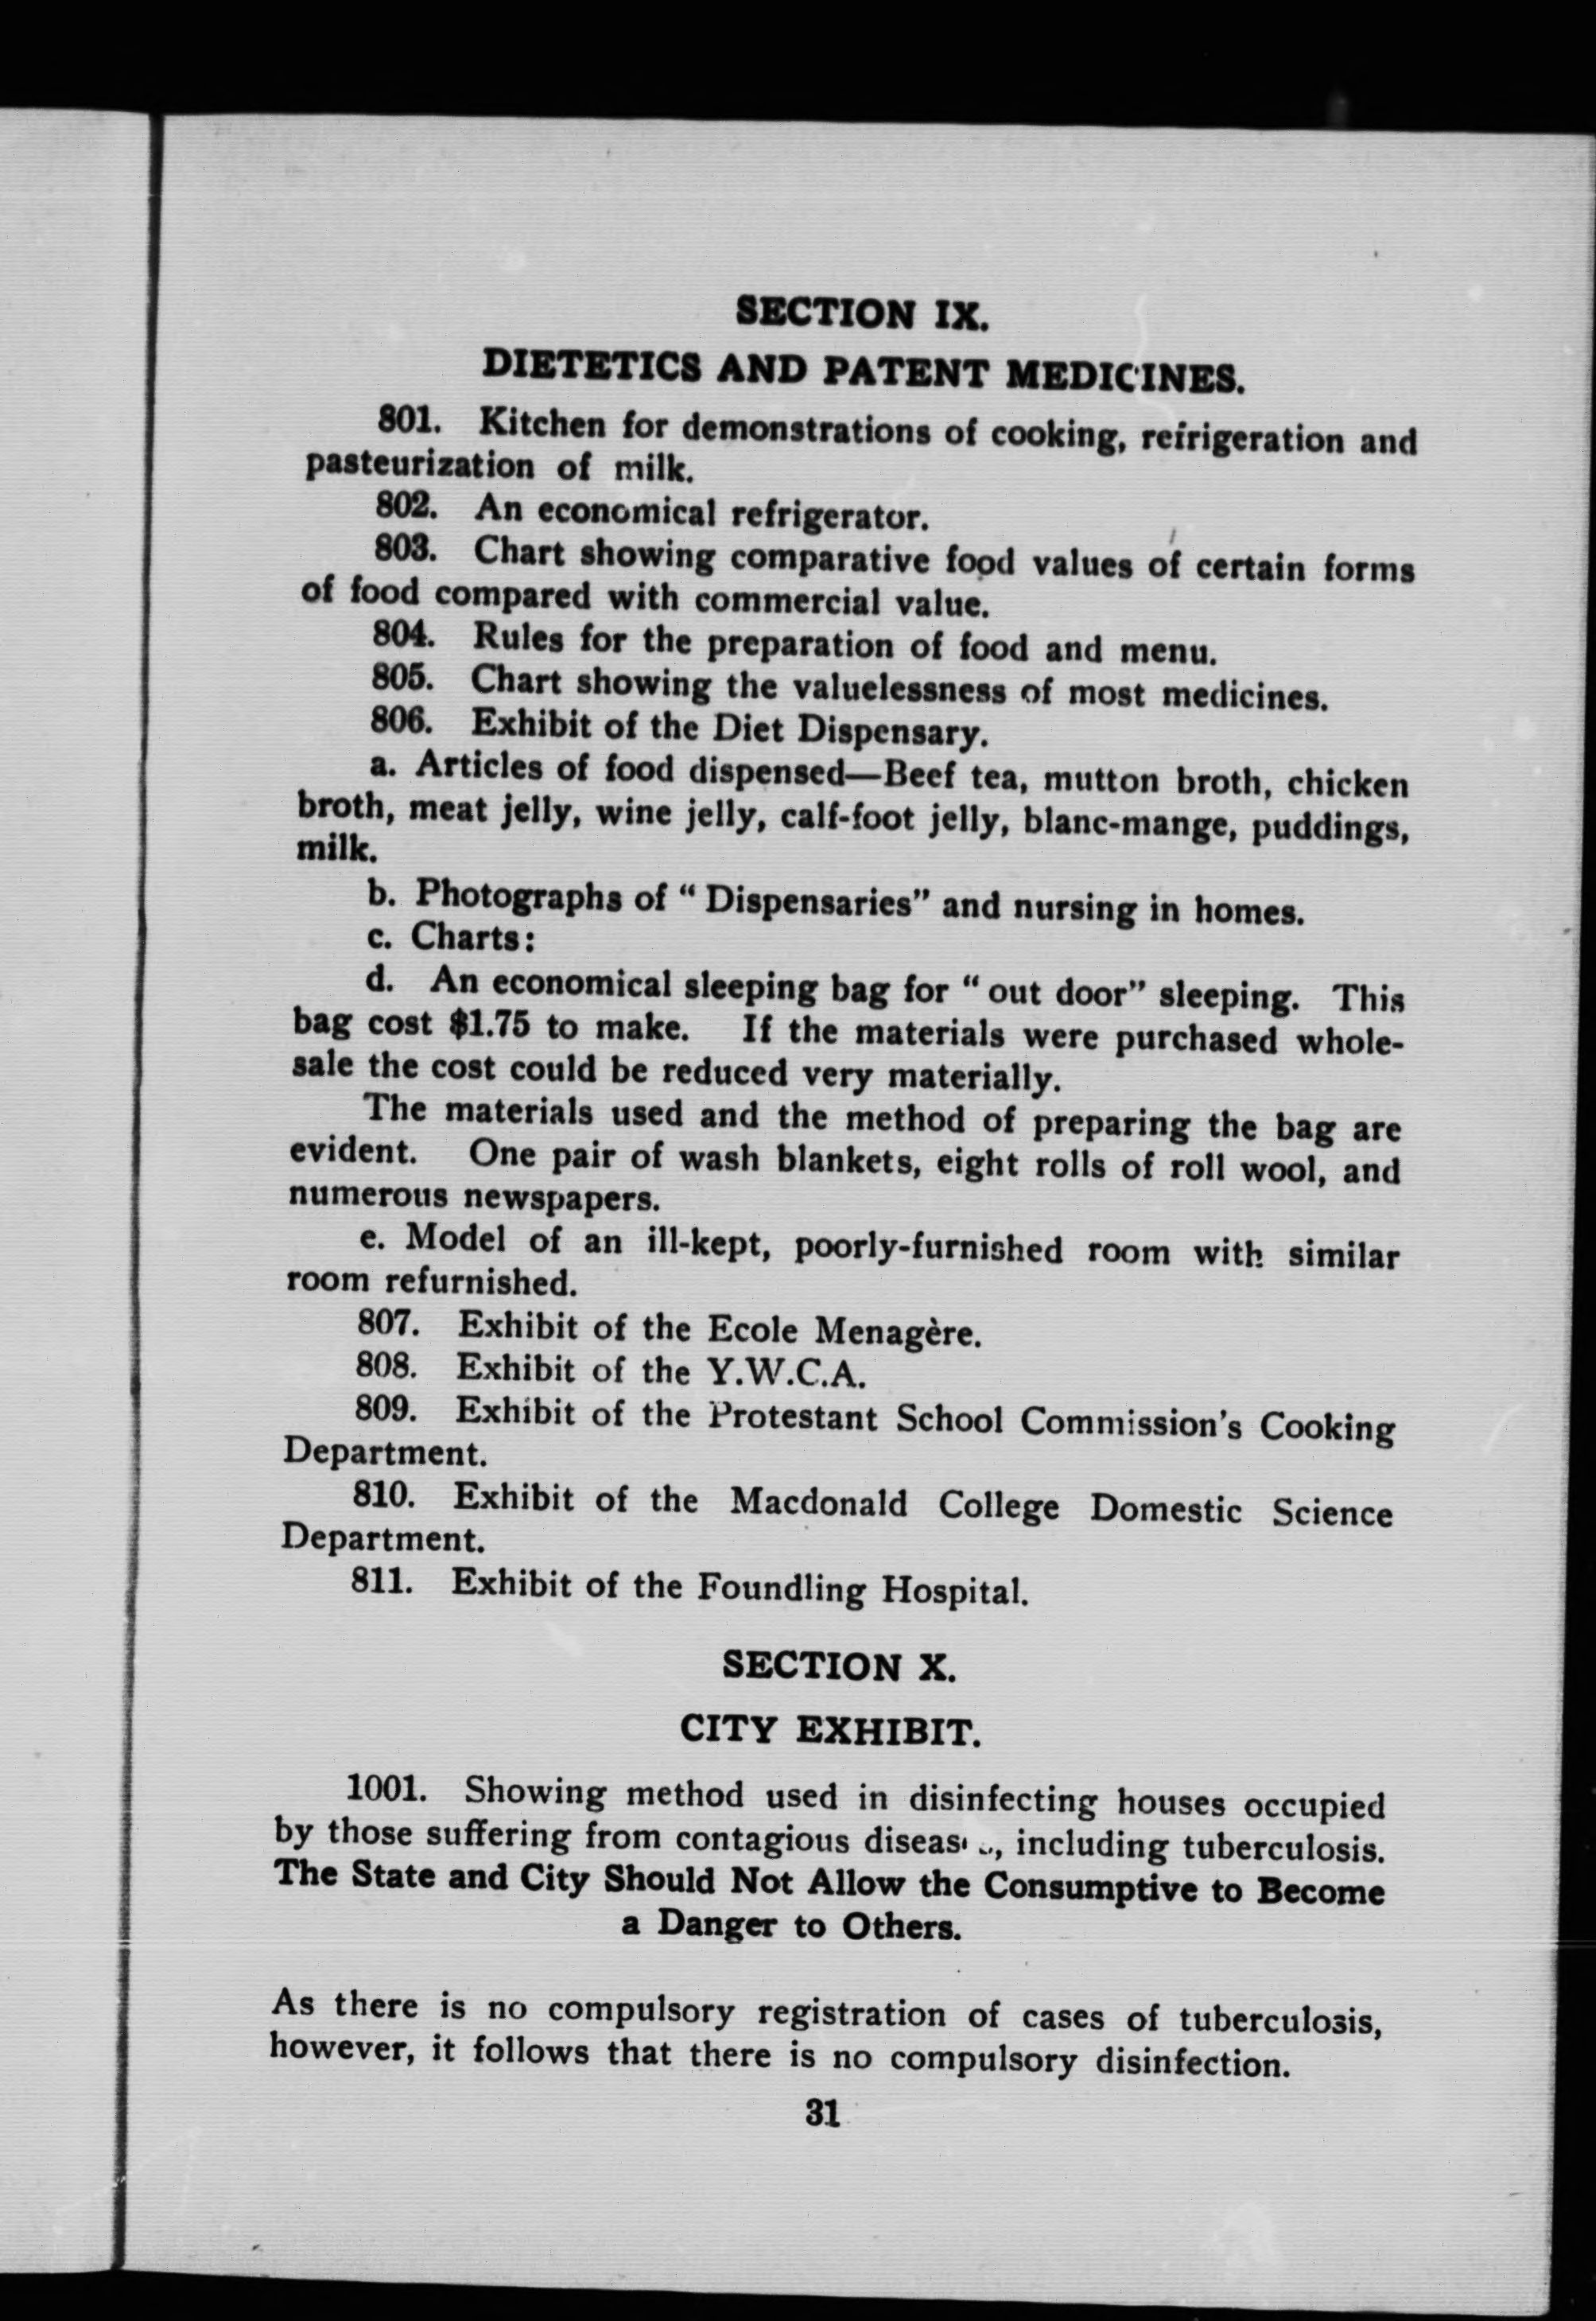 SECTION IX.
DIETETICS AND PATENT MEDICINES.
801. Kitchen for demonstrations of cooking, refrigeration and
pasteurization of milk.
802. An economical refrigerator.
803. Chart showing comparative food values of certain forms
of food compared with commercial value.
804. Rules for the preparation of food and menu.
805. Chart showing the valuelessness of most medicines.
806. Exhibit of the Diet Dispensary.
a. Articles of food dispensed—Beef tea, mutton broth, chicken
broth, meat jelly, wine jelly, calf-foot jelly, blanc-mange, puddings,
milk.
b. Photographs of “ Dispensaries” and nursing in homes.
c. Charts:
d. An economical sleeping bag for “ out door” sleeping. This
bag cost $1.75 to make. If the materials were purchased whole-
sale the cost could be reduced very materially.
The materials used and the method of preparing the bag are
evident. One pair of wash blankets, eight rolls of roll wool, and
numerous newspapers.
e. Model of an ill-kept, poorly-furnished room with similar
room refurnished.
807. Exhibit of the Ecole Menagère.
808. Exhibit of the Y.W.C.A.
809. Exhibit of the Protestant School Commission's Cooking
Department.
810. Exhibit of the Macdonald College Domestic Science
Department.
811. Exhibit of the Foundling Hospital.
SECTION X.
CITY EXHIBIT.
1001. Showing method used in disinfecting houses occupied
by those suffering from contagious including tuberculosis.
The State and City Should Not Allow the Consumptive to Become
a Danger to Others.
As there is no compulsory registration of cases of tuberculosis,
however, it follows that there is no compulsory disinfection.
31